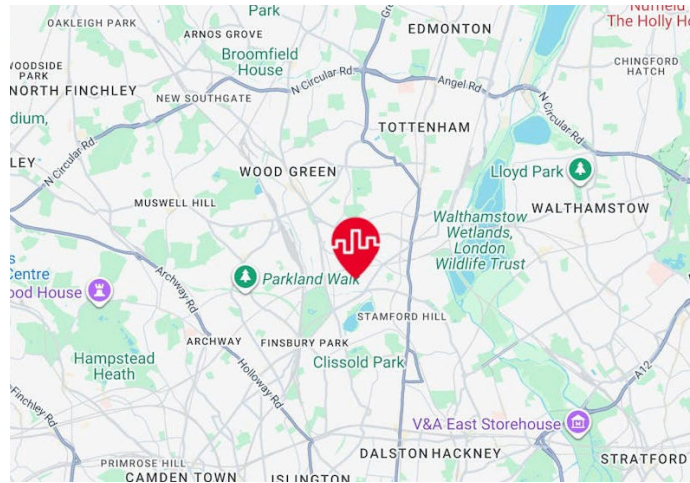 Park
OAKLEIGH PARK
ARNOS GROVE
EDMONTON
Nuffield
The Holly Ho
Broomfield
House
WOODSIDE
PARK
NORTH FINCHLEY
NEW SOUTHGATE
N Circular Rd
Angel Rd
CHINGFORD
HATCH
N Circular Rd
dium,
TOTTENHAM
LEY
N Circular Rd
WOOD GREEN
Lloyd Park
MUSWELL HILL
WALTHAMSTOW
Walthamstow
Wetlands,
London
Wildlife Trust
s
Centre
ood House
Archway Rd
Parkland Walk
STAMFORD HILL
ARCHWAY
FINSBURY PARK
Hampstead
Heath
Clissold Park
Holloway Rd
A12
Finchley Rd
V&A East Storehouse
DALSTON
HACKNEY
STRATFORD
PRIMROSE HILL
CAMDEN TOWN
ISLINGTON